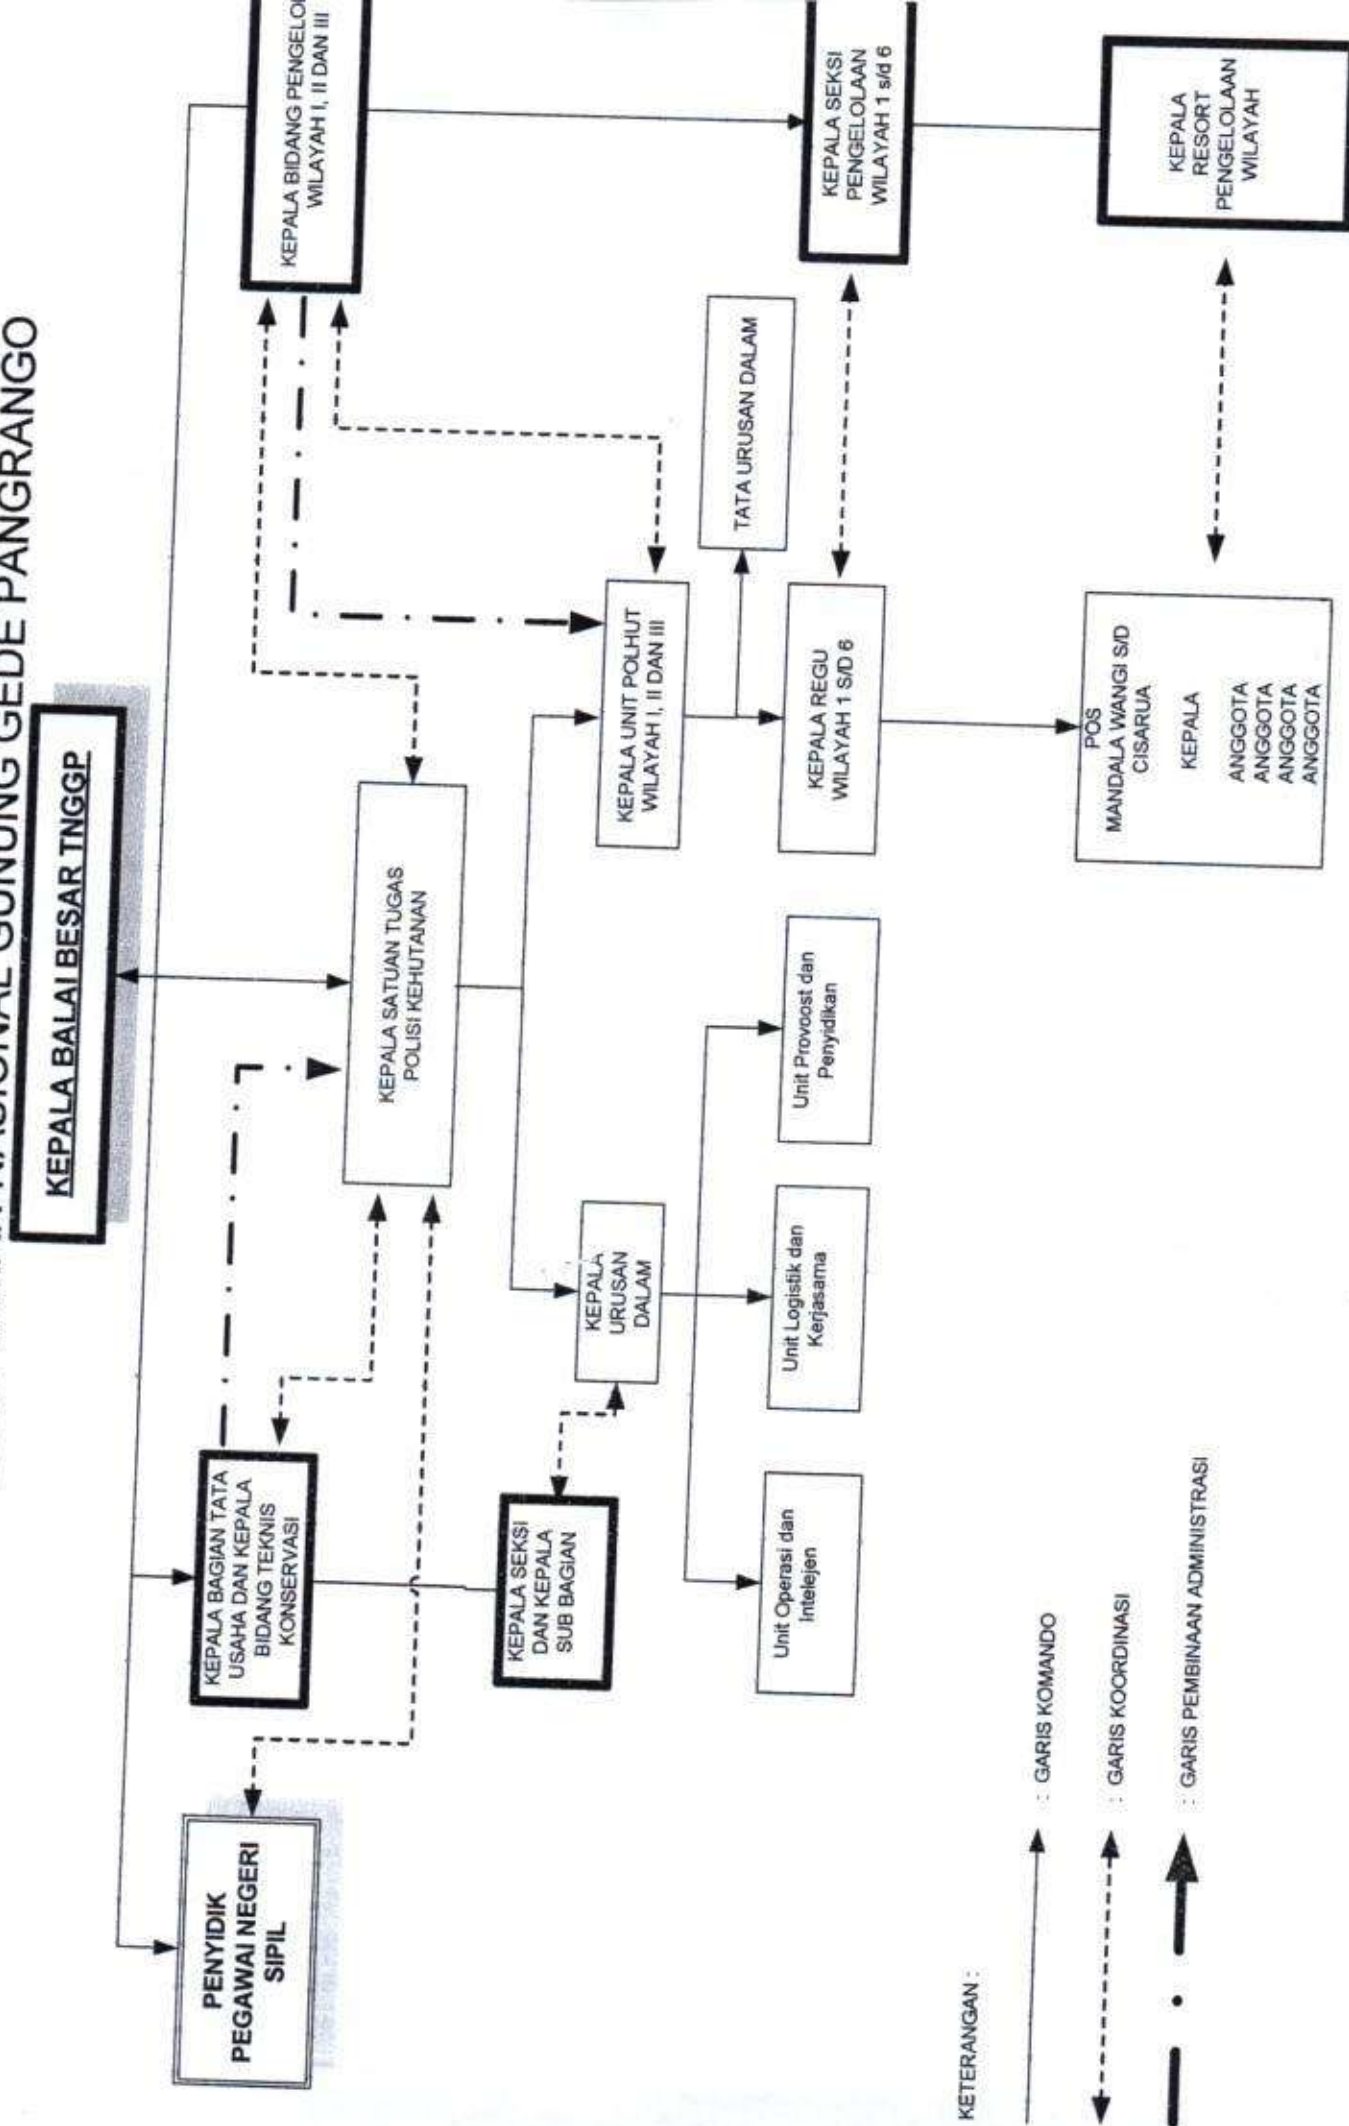 NASIONAL GUNUNG GEDE PANGRANGO
KEPALA BALAI BESAR TNGGP
PENYIDIK
PEGAWAI NEGERI
SIPIL
KEPALA BAGIAN TATA
USAHA DAN KEPALA
BIDANG TEKNIS
KONSERVASI
KEPALA BIDANG
WILAYAH I, II DAN III
KEPALA SATUAN TUGAS
POLISI KEHUTANAN
KEPALA SEKSI
DAN KEPALA
SUB BAGIAN
KEPALA
URUSAN
DALAM
KEPALA UNIT POLHUT
WILAYAH I, II DAN III
TATA URUSAN DALAM
Unit Operasi dan
Intelejen
Unit Logistik dan
Kerjasama
Unit Provoost dan
Penyidikan
KEPALA REGU
WILAYAH 1 S/D 6
KEPALA SEKSI
PENGELOLAAN
WILAYAH 1 s/d 6
POS
MANDALA WANGI S/D
CISARUA
KEPALA
ANGGOTA
ANGGOTA
ANGGOTA
ANGGOTA
KEPALA
RESORT
PENGELOLAAN
WILAYAH
KETERANGAN :
: GARIS KOMANDO
: GARIS KOORDINASI
: GARIS PEMBINAAN ADMINISTRASI